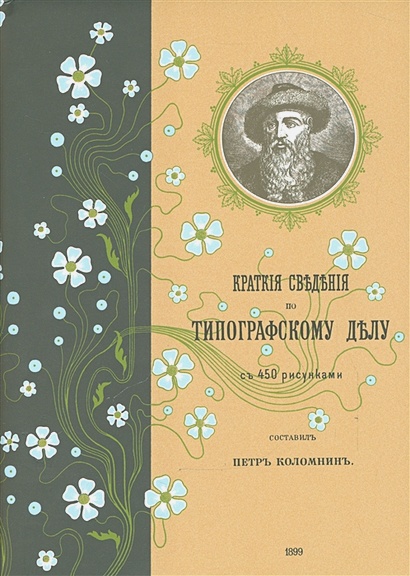 КРАТКІЯ СВѢДѢНІЯ
ПО
ТИПОГРАФСКОМУ ДѢЛУ
съ 450 рисунками
СОСТАВИЛЪ
ПЕТРЪ КОЛОМНИНЪ.
1899